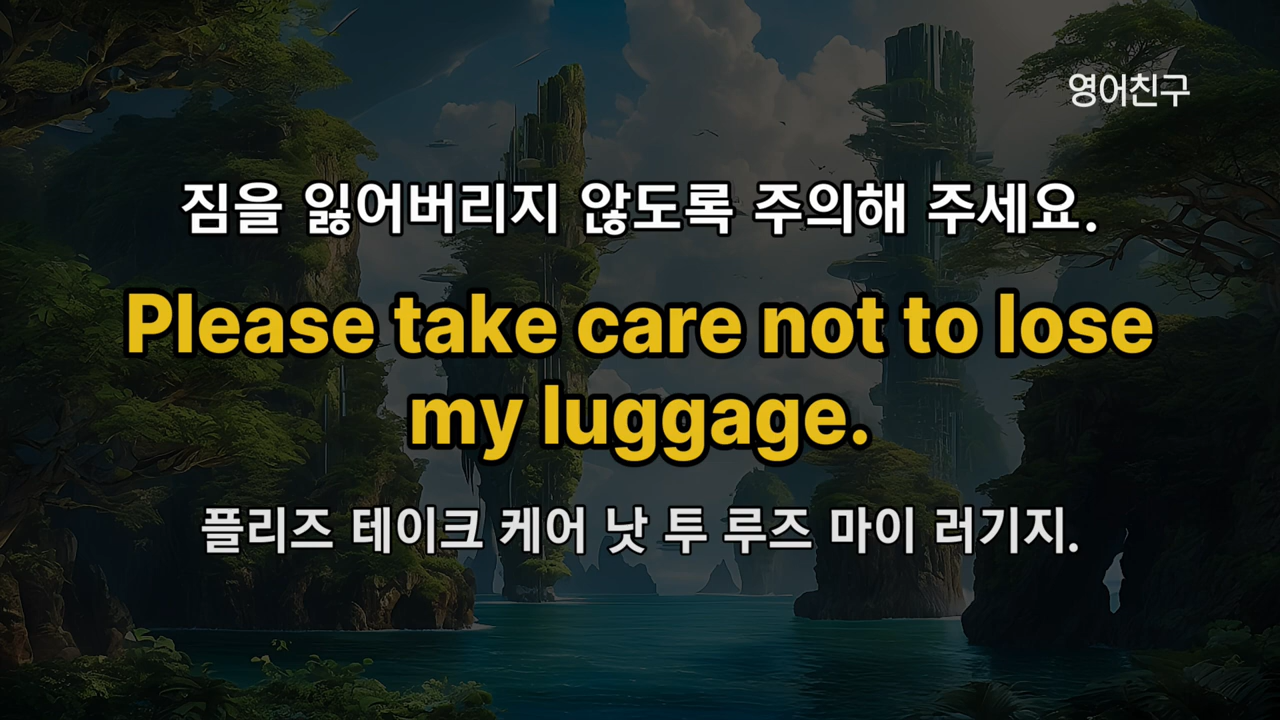 영어친구
짐을 잃어버리지 않도록 주의해 주세요.
Please take care not to lose
my luggage.
플리즈 테이크 케어 낫 투 루즈 마이 러기지.